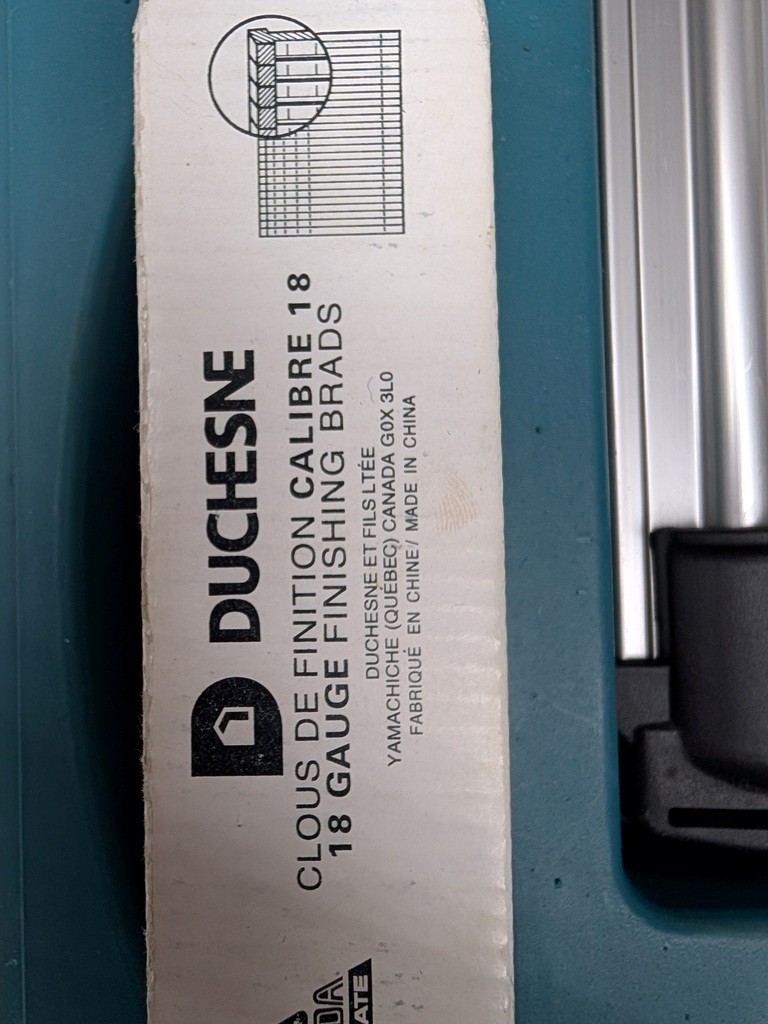 DUCHESNE
CLOUS DE FINITION CALIBRE 18
18 GAUGE FINISHING BRADS
DUCHESNE ET FILS LTÉE
YAMACHICHE (QUÉBEC) CANADA G0X 3L0
FABRIQUÉ EN CHINE/ MADE IN CHINA